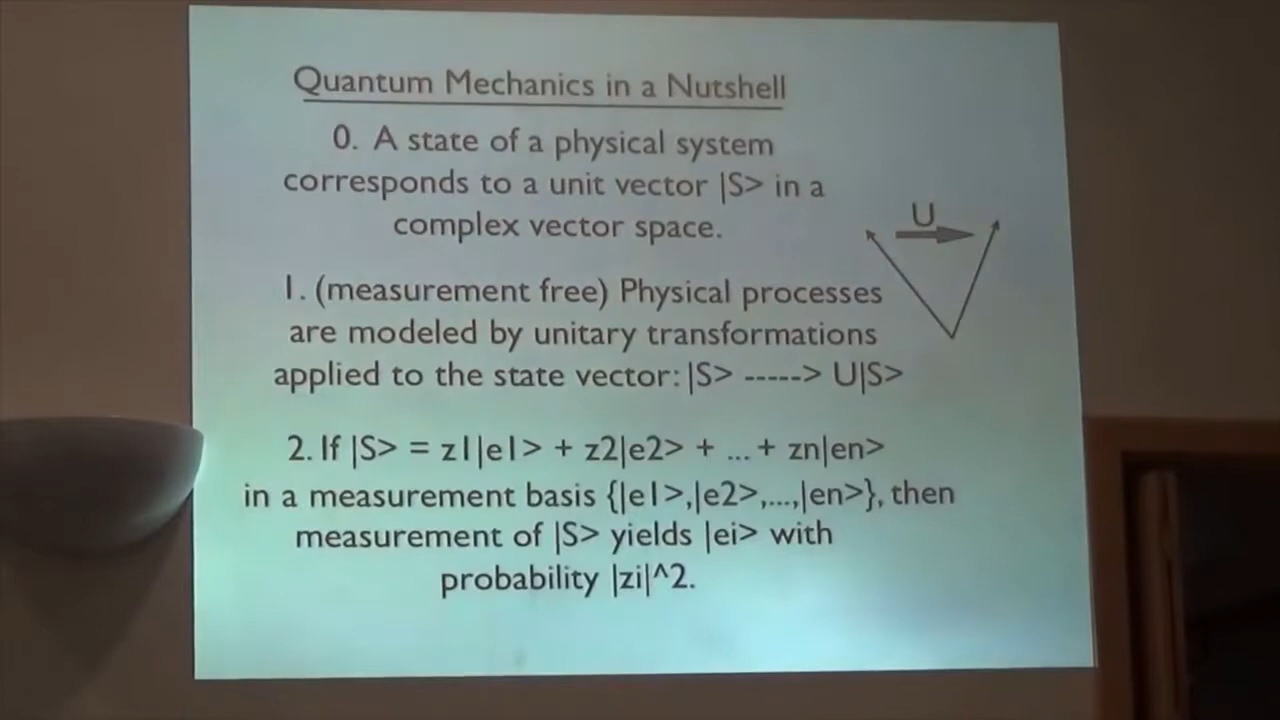 Quantum Mechanics in a Nutshell
0. A state of a physical system
corresponds to a unit vector |S> in a
complex vector space.
U
1. (measurement free) Physical processes
are modeled by unitary transformations
applied to the state vector: |S> -----> U|S>
2. If |S> = z1|e1> + z2|e2> + ... + zn|en>
in a measurement basis {|e1>,|e2>,...,|en>}, then
measurement of |S> yields |ei> with
probability |zi|^2.